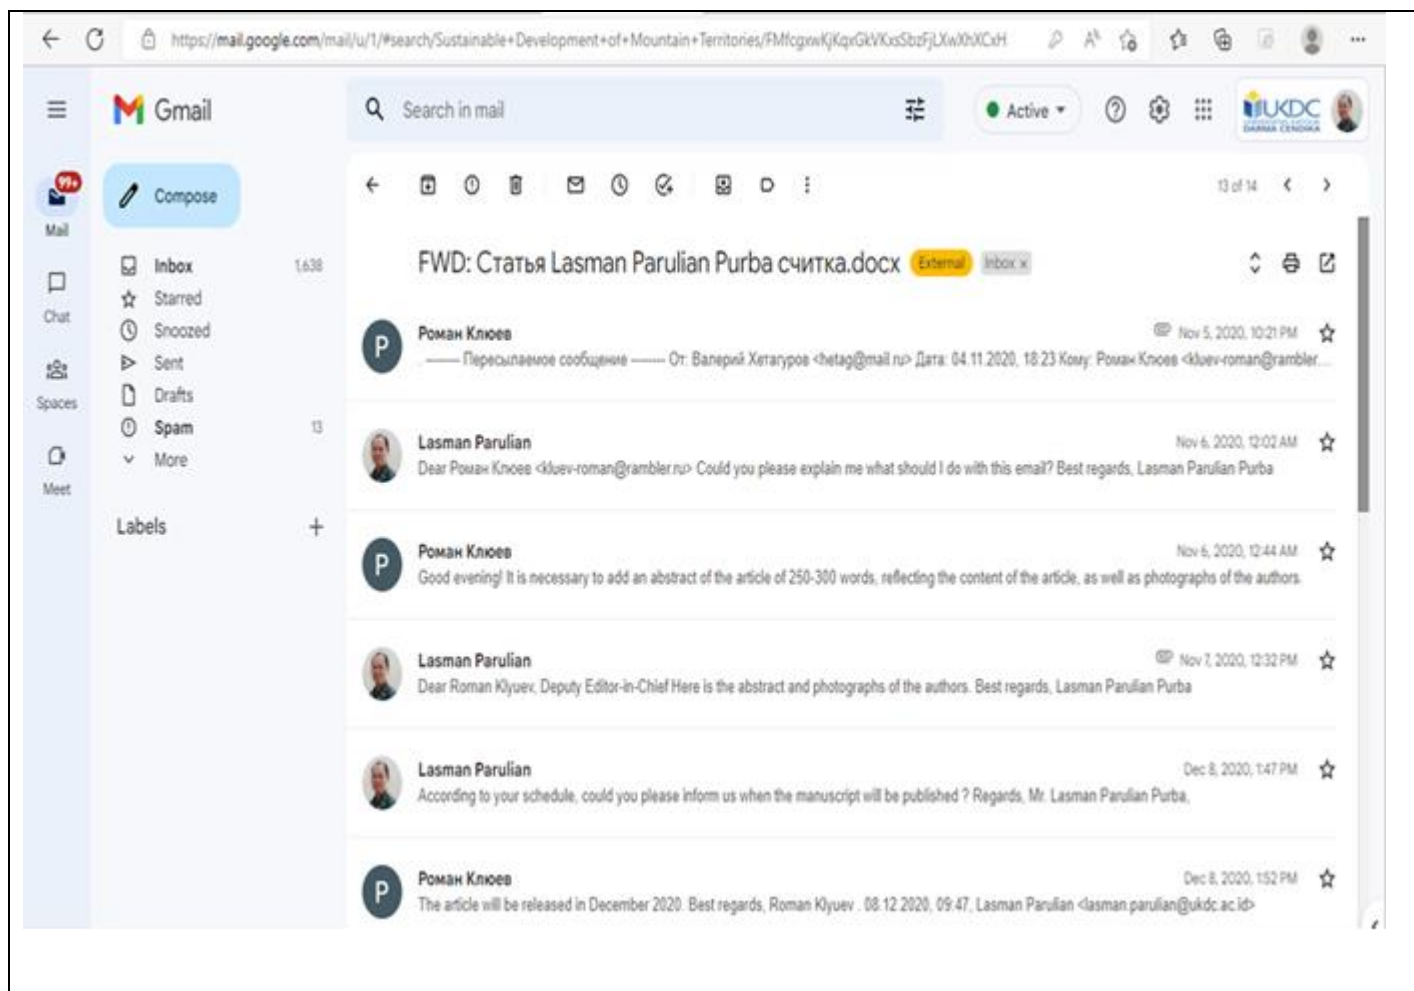 https://mail.google.com/mail/u/1/#search/Sustainable+Development+of+Mountain+Territories/FMfcgxwKjKqxGkVKxsSbzFjLXwXhXCxH
Gmail
Search in mail
Active
UKDC
DARMA CENDIKA
99+
Mail
Chat
Spaces
Meet
Compose
Inbox 1,638
Starred
Snoozed
Sent
Drafts
Spam 13
More
Labels
13 of 14
FWD: Статья Lasman Parulian Purba считка.docx External Inbox x
Роман Клюев Nov 5, 2020, 10:21 PM
. -------- Пересылаемое сообщение -------- От: Валерий Хетагуров <hetag@mail.ru> Дата: 04.11.2020, 18:23 Кому: Роман Клюев <kluev-roman@rambler....
Lasman Parulian Nov 6, 2020, 12:02 AM
Dear Роман Клюев <kluev-roman@rambler.ru> Could you please explain me what should I do with this email? Best regards, Lasman Parulian Purba
Роман Клюев Nov 6, 2020, 12:44 AM
Good evening! It is necessary to add an abstract of the article of 250-300 words, reflecting the content of the article, as well as photographs of the authors.
Lasman Parulian Nov 7, 2020, 12:32 PM
Dear Roman Klyuev, Deputy Editor-in-Chief Here is the abstract and photographs of the authors. Best regards, Lasman Parulian Purba
Lasman Parulian Dec 8, 2020, 1:47 PM
According to your schedule, could you please inform us when the manuscript will be published ? Regards, Mr. Lasman Parulian Purba,
Роман Клюев Dec 8, 2020, 1:52 PM
The article will be released in December 2020. Best regards, Roman Klyuev . 08.12.2020, 09:47, Lasman Parulian <lasman.parulian@ukdc.ac.id>